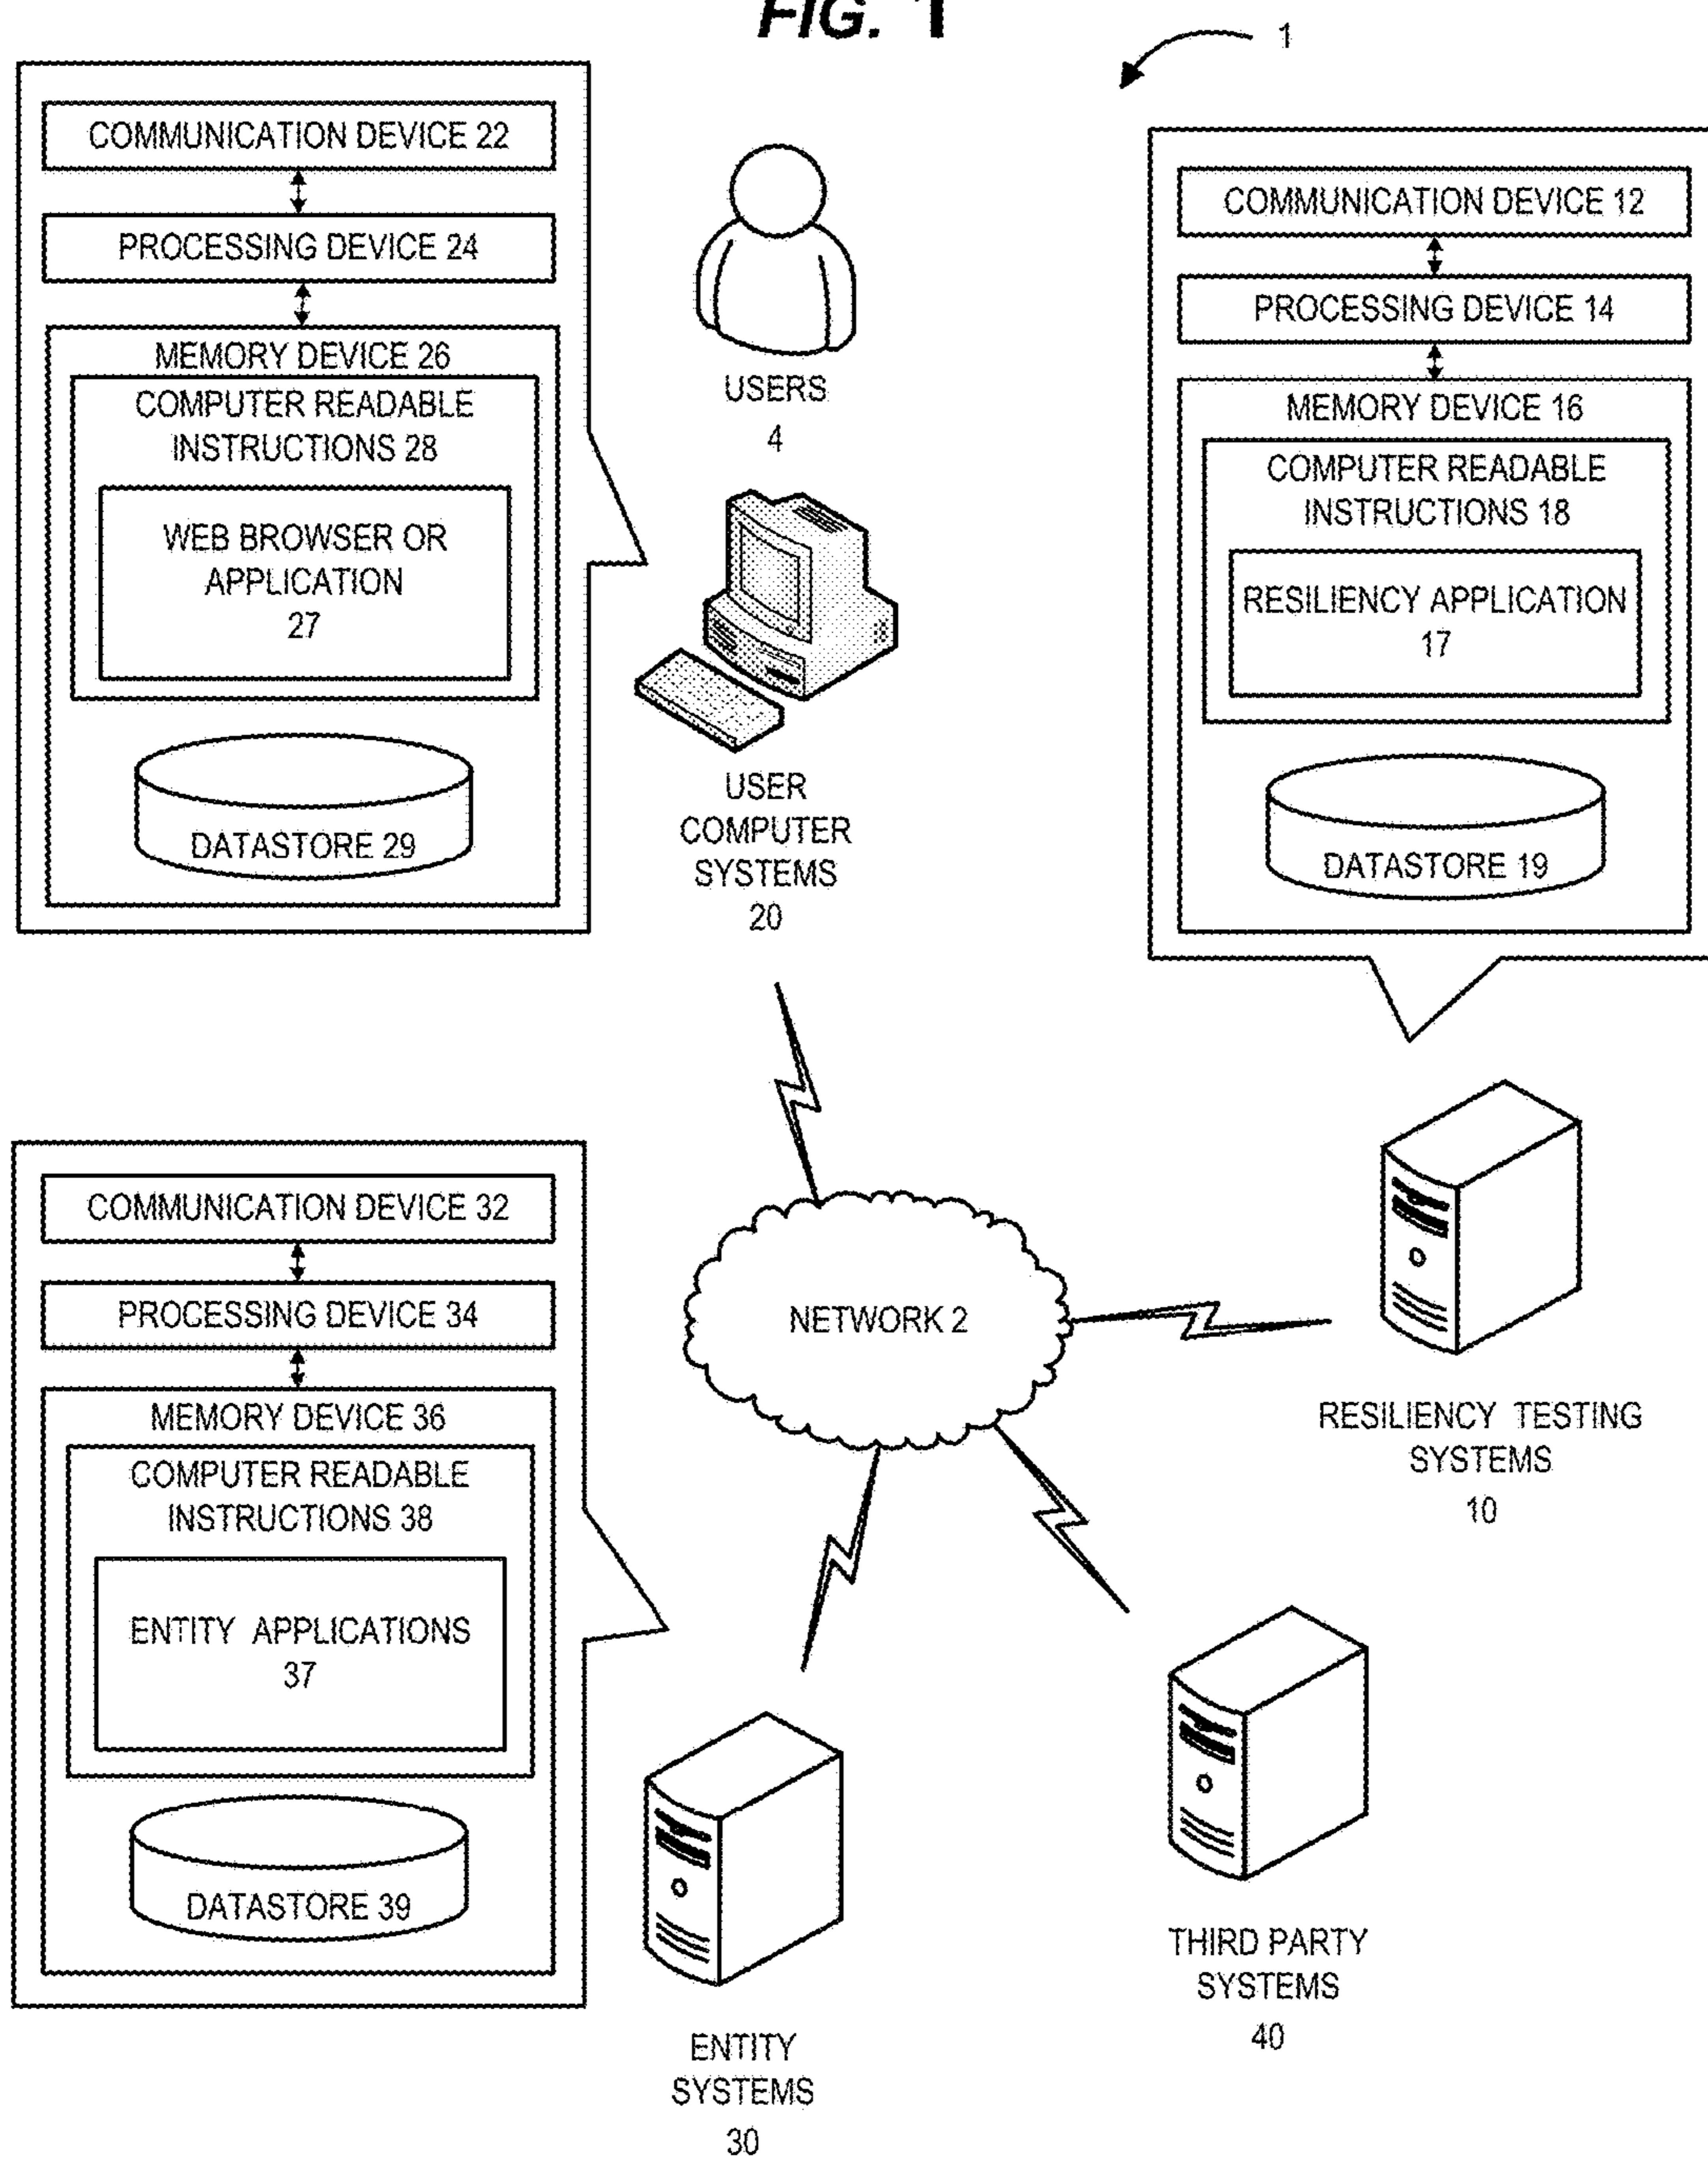 FIG. 1
1
COMMUNICATION DEVICE 22
PROCESSING DEVICE 24
MEMORY DEVICE 26
COMPUTER READABLE
INSTRUCTIONS 28
WEB BROWSER OR
APPLICATION
27
DATASTORE 29
USERS
4
USER
COMPUTER
SYSTEMS
20
COMMUNICATION DEVICE 12
PROCESSING DEVICE 14
MEMORY DEVICE 16
COMPUTER READABLE
INSTRUCTIONS 18
RESILIENCY APPLICATION
17
DATASTORE 19
COMMUNICATION DEVICE 32
PROCESSING DEVICE 34
MEMORY DEVICE 36
COMPUTER READABLE
INSTRUCTIONS 38
ENTITY APPLICATIONS
37
DATASTORE 39
NETWORK 2
RESILIENCY TESTING
SYSTEMS
10
THIRD PARTY
SYSTEMS
40
ENTITY
SYSTEMS
30